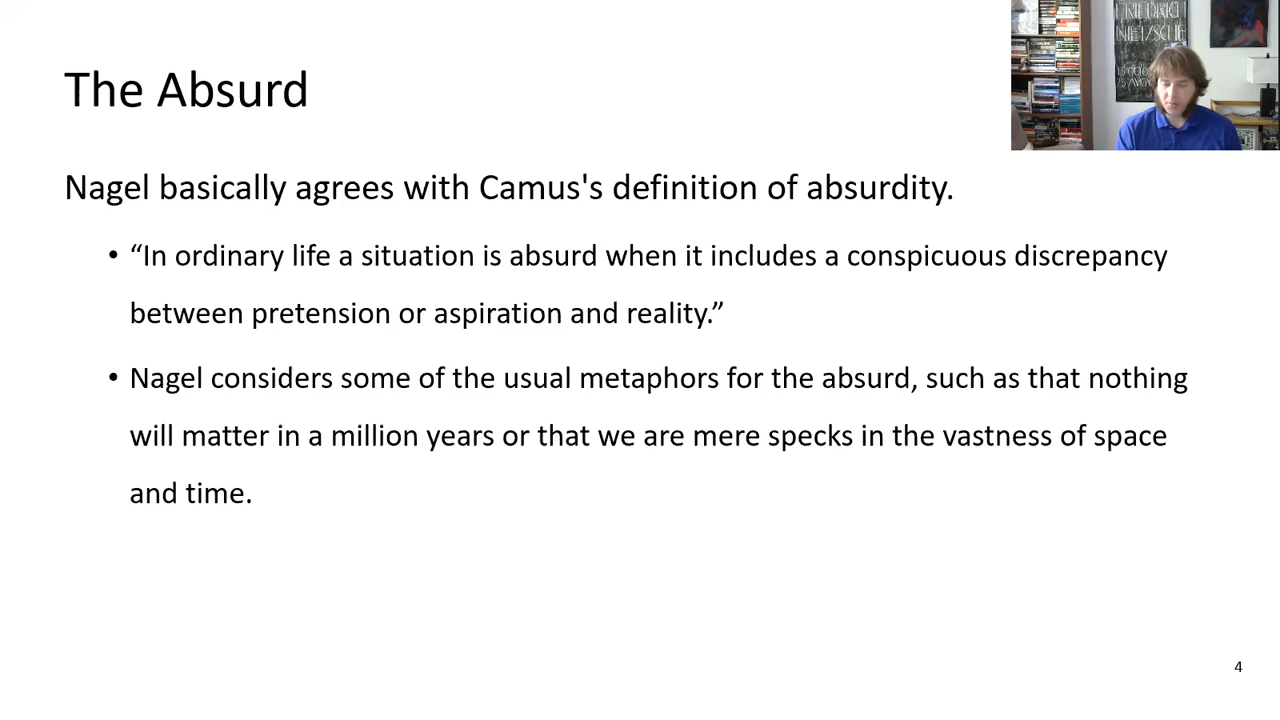 The Absurd
FRIEDRICH
NIETZSCHE
Nagel basically agrees with Camus's definition of absurdity.
• “In ordinary life a situation is absurd when it includes a conspicuous discrepancy
between pretension or aspiration and reality.”
• Nagel considers some of the usual metaphors for the absurd, such as that nothing
will matter in a million years or that we are mere specks in the vastness of space
and time.
4